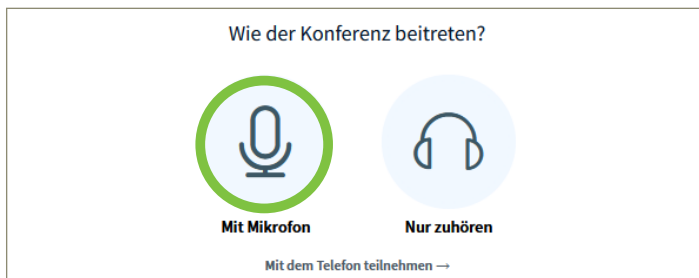 Wie der Konferenz beitreten?
Mit Mikrofon
Nur zuhören
Mit dem Telefon teilnehmen →